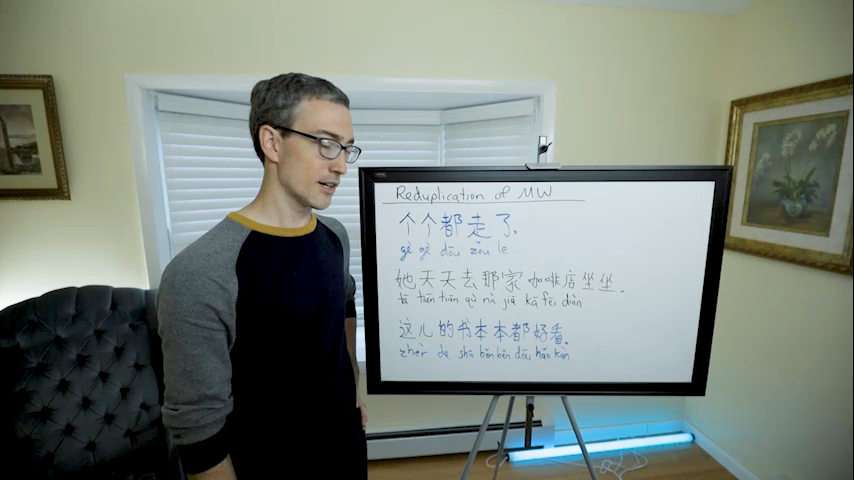 Reduplication of MW
个个都走了.
gè gè dōu zǒu le
她天天去那家咖啡店坐坐.
tā tiān tiān qù nà jiā kā fēi diàn
这儿的书本本都好看.
zhèr de shū běn běn dōu hǎo kàn